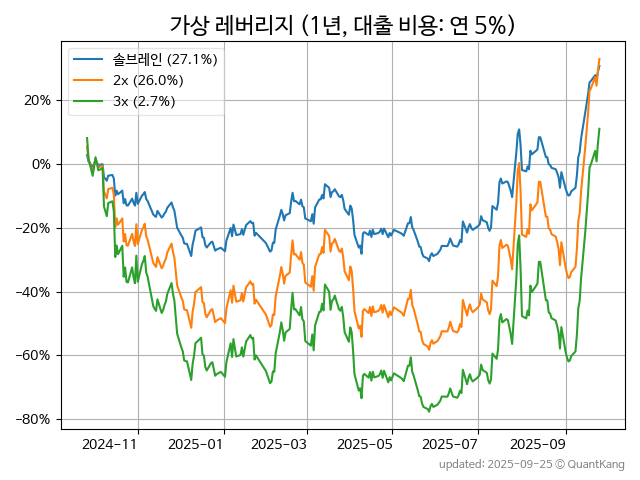 가상 레버리지 (1년, 대출 비용: 연 5%)
솔브레인 (27.1%)
2x (26.0%)
3x (2.7%)
20%
0%
−20%
−40%
−60%
−80%
2024-11 2025-01 2025-03 2025-05 2025-07 2025-09
updated: 2025-09-25 © QuantKang